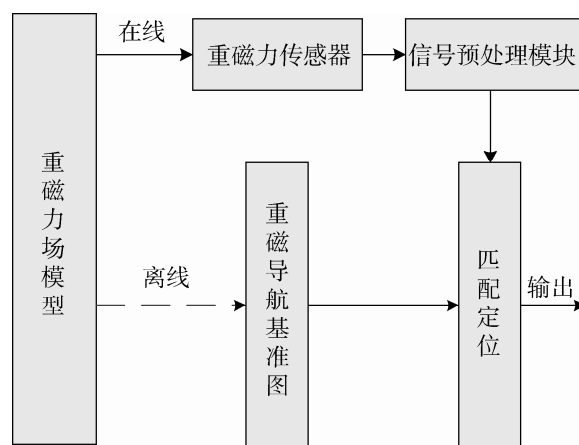 在线
重磁力传感器
信号预处理模块
重磁力场模型
离线
重磁导航基准图
匹配定位
输出